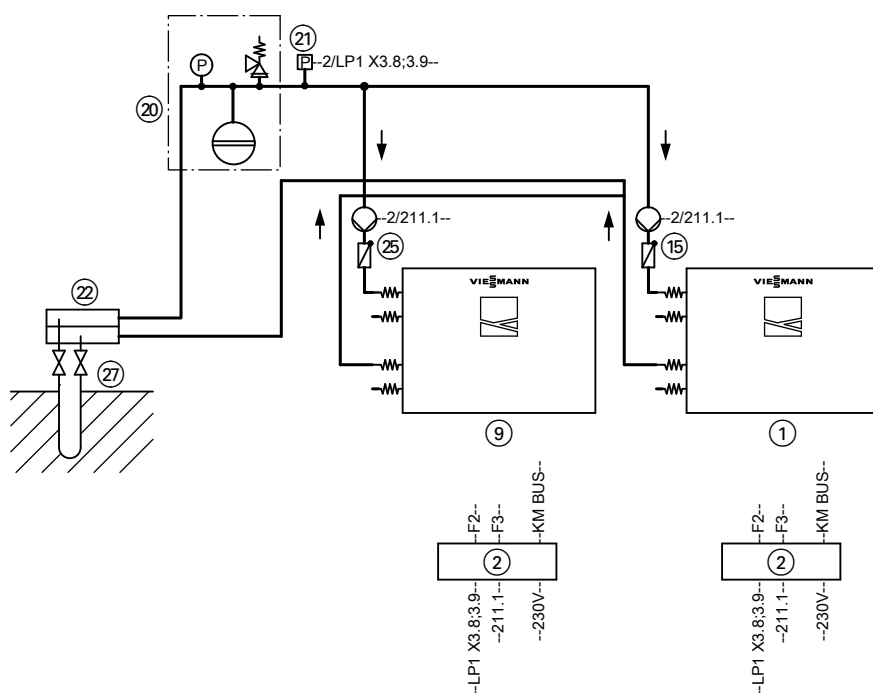 21
P
P
--2/LP1 X3.8;3.9--
20
--2/211.1--
--2/211.1--
25
15
VIESMANN
VIESMANN
22
27
9
1
--F2--
--F3--
--KM BUS--
--F2--
--F3--
--KM BUS--
2
2
--LP1 X3.8;3.9--
--211.1--
--230V--
--LP1 X3.8;3.9--
--211.1--
--230V--